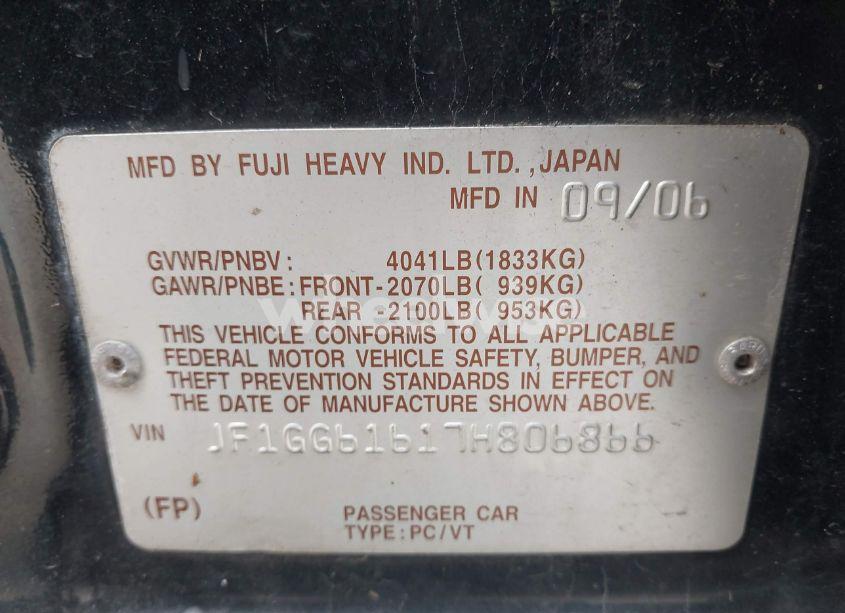 MFD BY FUJI HEAVY IND. LTD., JAPAN
MFD IN 09/06
GVWR/PNBV: 4041LB(1833KG)
GAWR/PNBE: FRONT-2070LB( 939KG)
REAR -2100LB( 953KG)
THIS VEHICLE CONFORMS TO ALL APPLICABLE
FEDERAL MOTOR VEHICLE SAFETY, BUMPER, AND
THEFT PREVENTION STANDARDS IN EFFECT ON
THE DATE OF MANUFACTURE SHOWN ABOVE.
VIN JF1GG61617H806866
(FP) PASSENGER CAR
TYPE: PC/VT